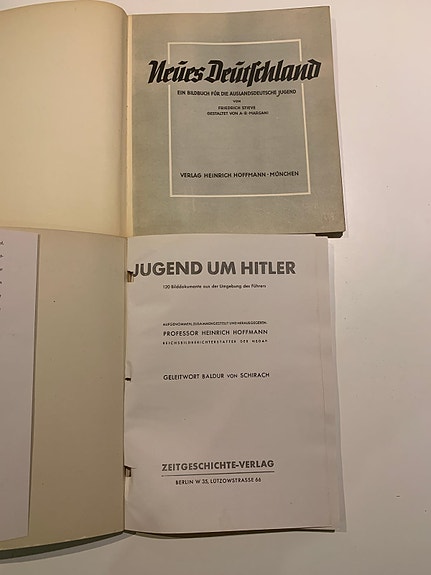 Neues Deutschland
EIN BILDBUCH FÜR DIE AUSLANDSDEUTSCHE JUGEND
VON
FRIEDRICH STIEVE
GESTALTET VON A·R·MARSANI
VERLAG HEINRICH HOFFMANN · MÜNCHEN
JUGEND UM HITLER
120 Bilddokumente aus der Umgebung des Führers
AUFGENOMMEN, ZUSAMMENGESTELLT UND HERAUSGEGEBEN:
PROFESSOR HEINRICH HOFFMANN
REICHSBILDBERICHTERSTATTER DER NSDAP.
GELEITWORT BALDUR VON SCHIRACH
ZEITGESCHICHTE-VERLAG
BERLIN W 35, LÜTZOWSTRASSE 66